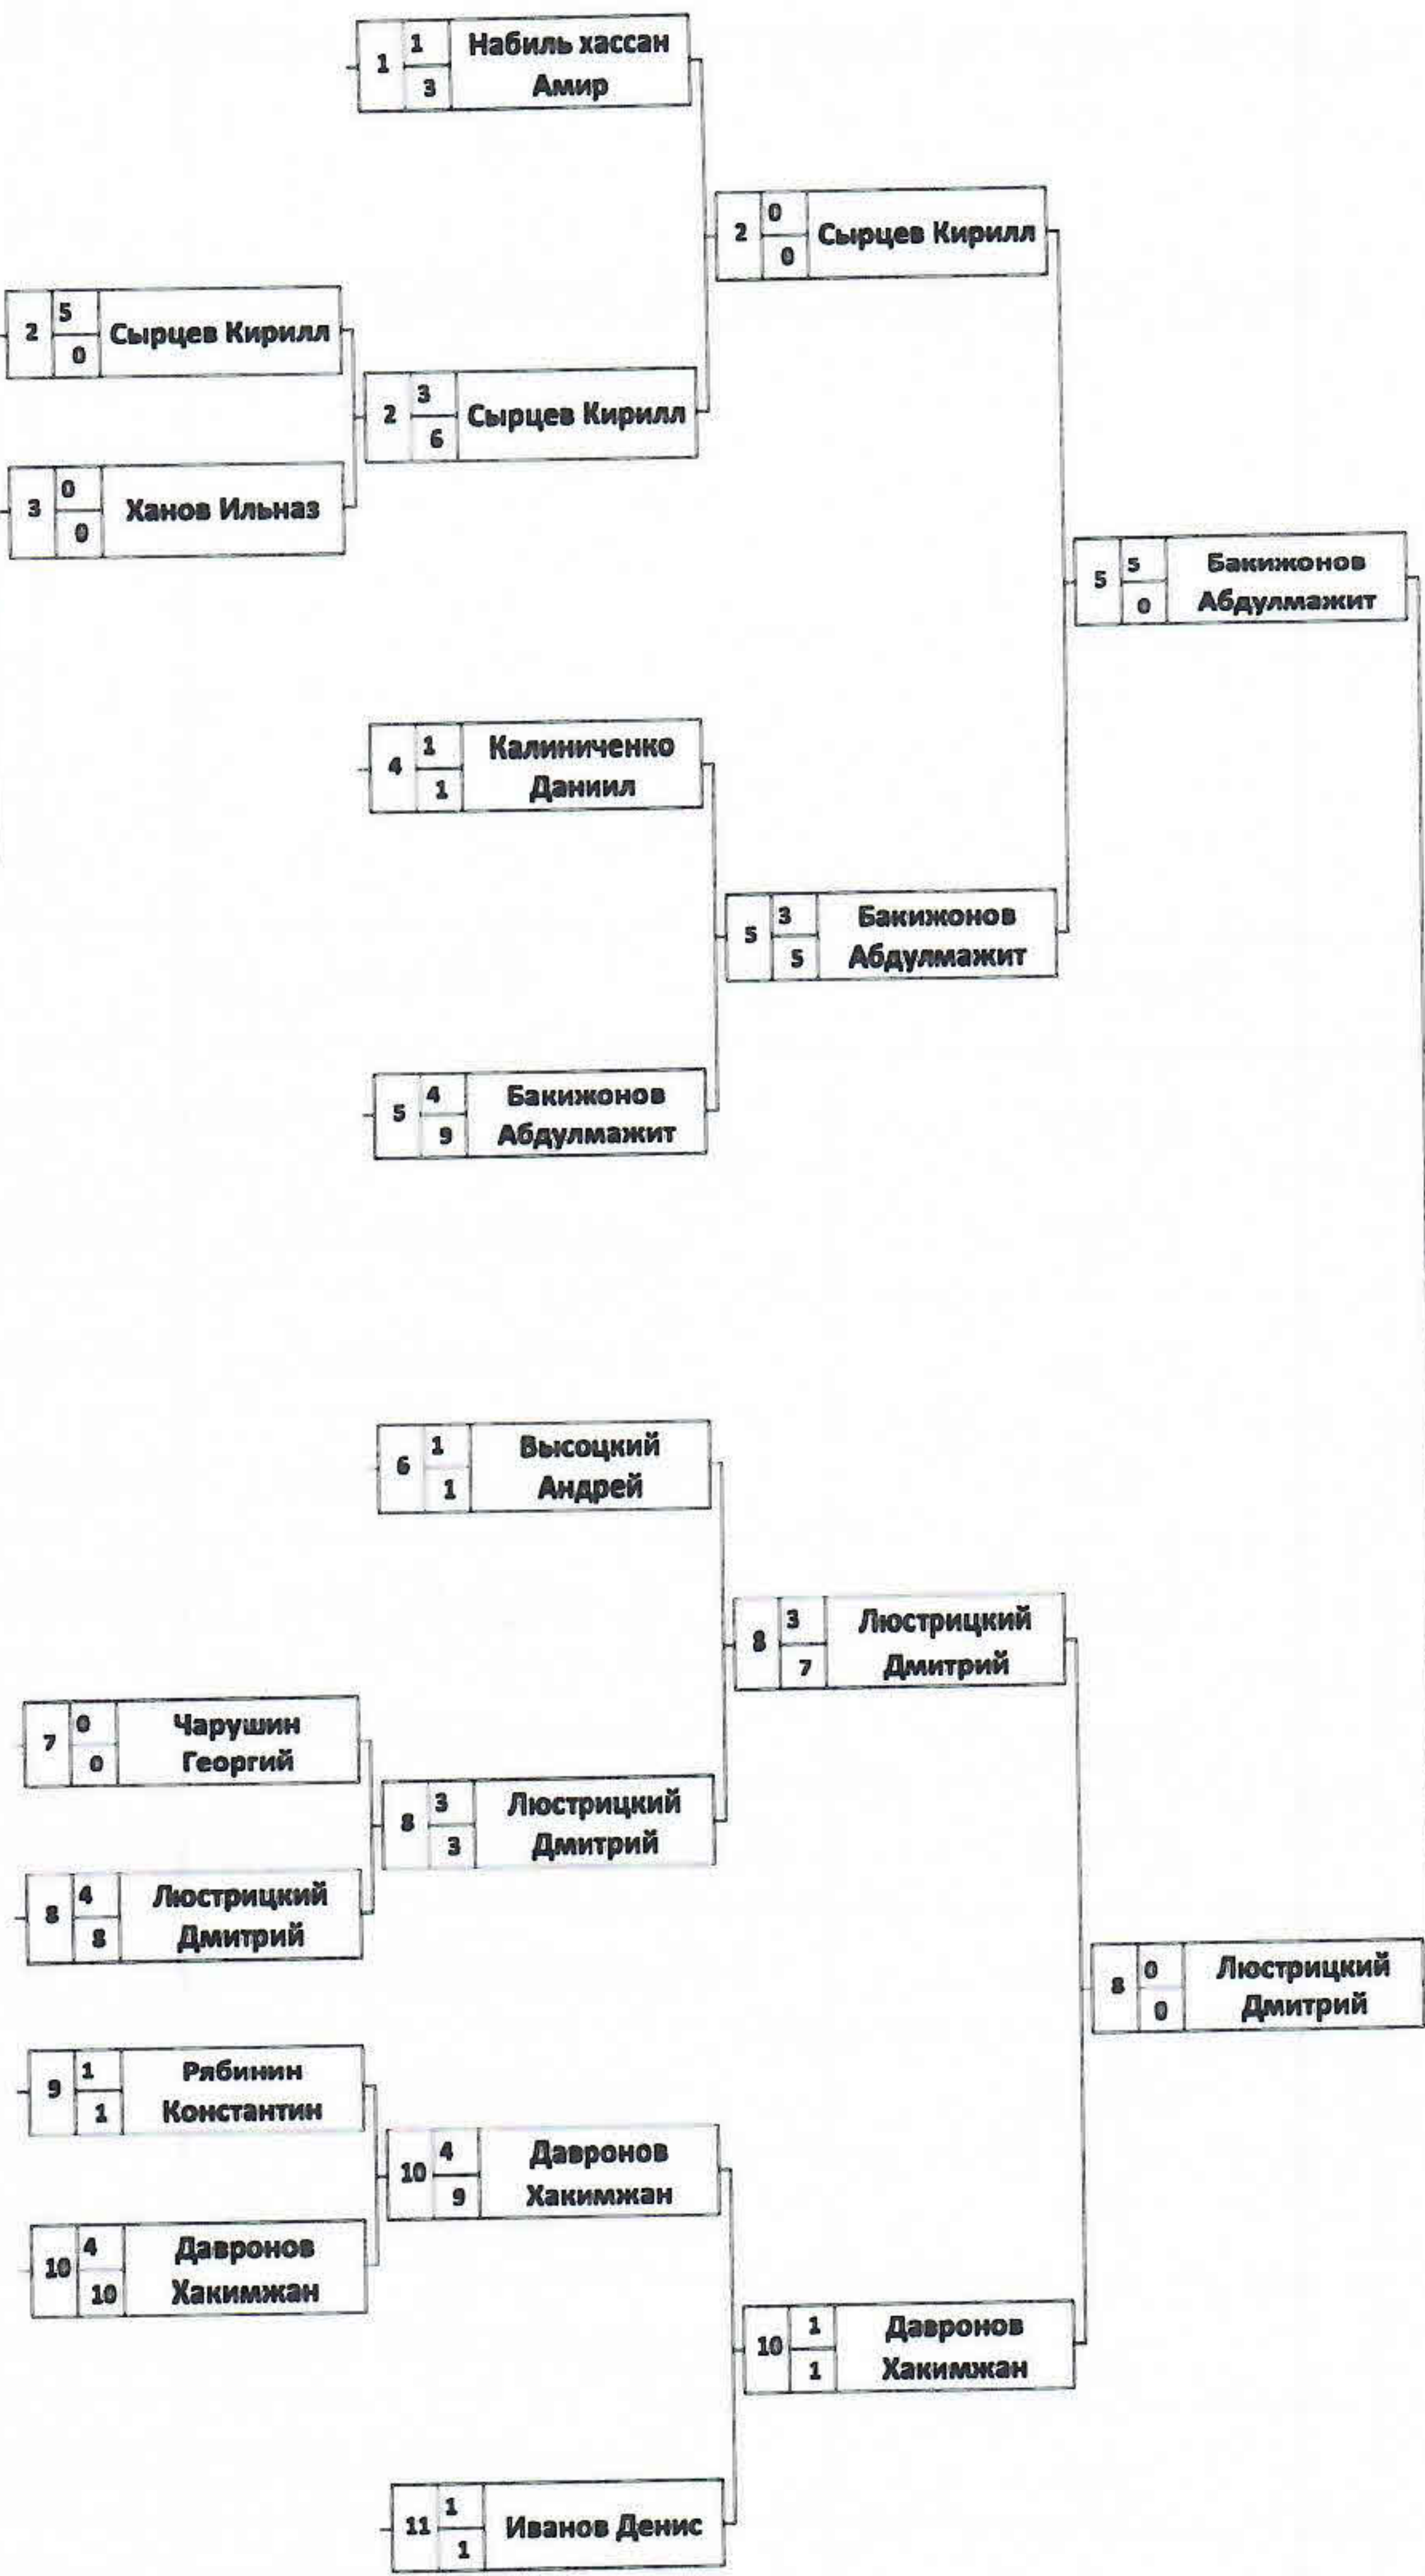 1
1
3
Набиль хассан
Амир
2
0
0
Сырцев Кирилл
2
5
0
Сырцев Кирилл
2
3
6
Сырцев Кирилл
3
0
0
Ханов Ильназ
5
5
0
Бакижонов
Абдулмажит
4
1
1
Калиниченко
Даниил
5
3
5
Бакижонов
Абдулмажит
5
4
9
Бакижонов
Абдулмажит
6
1
1
Высоцкий
Андрей
8
3
7
Люстрицкий
Дмитрий
7
0
0
Чарушин
Георгий
8
3
3
Люстрицкий
Дмитрий
8
4
8
Люстрицкий
Дмитрий
8
0
0
Люстрицкий
Дмитрий
9
1
1
Рябинин
Константин
10
4
9
Давронов
Хакимжан
10
4
10
Давронов
Хакимжан
10
1
1
Давронов
Хакимжан
11
1
1
Иванов Денис